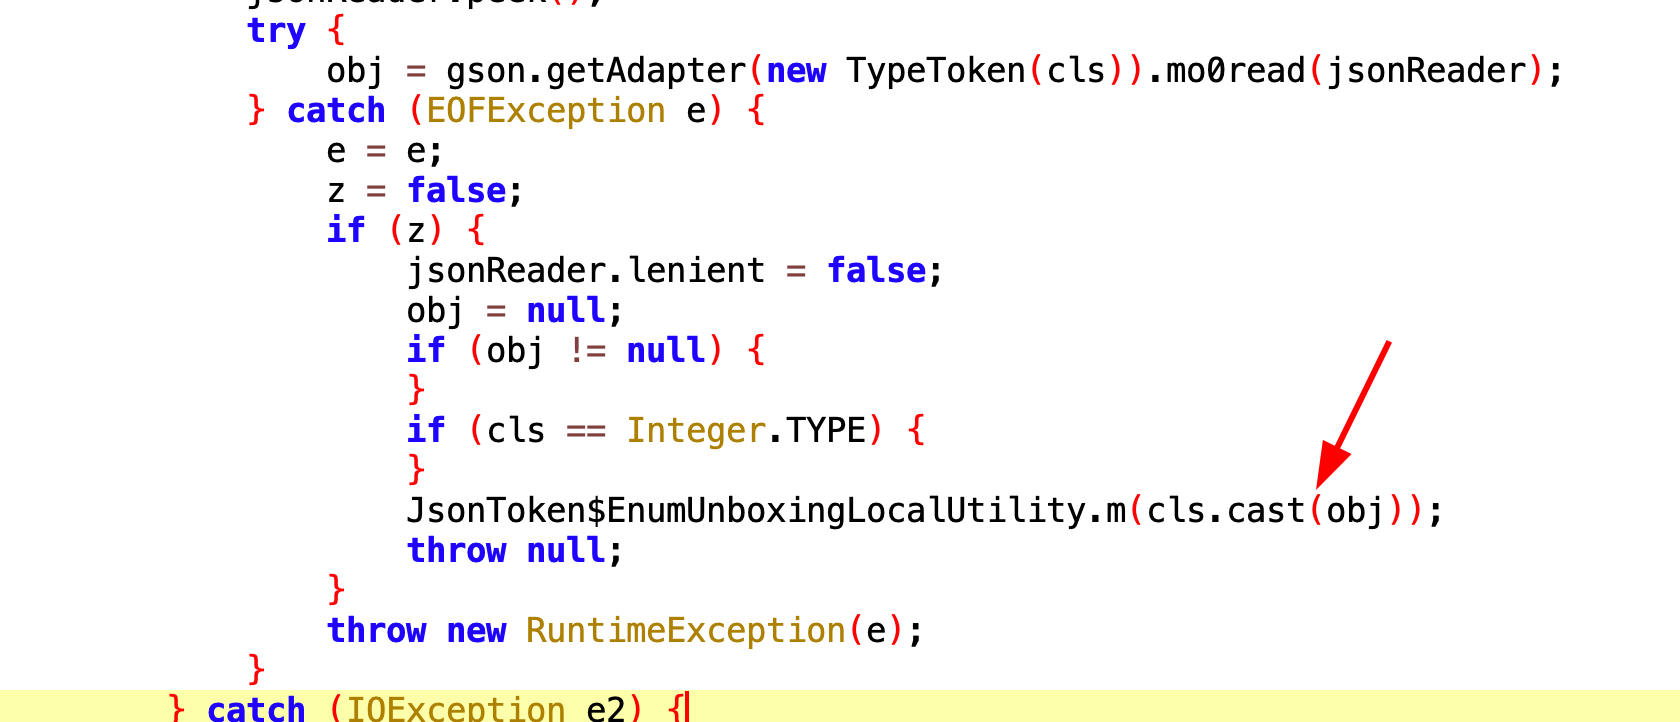 jsonReader.peek();
try {
obj = gson.getAdapter(new TypeToken(cls)).mo0read(jsonReader);
} catch (EOFException e) {
e = e;
z = false;
if (z) {
jsonReader.lenient = false;
obj = null;
if (obj != null) {
}
if (cls == Integer.TYPE) {
}
JsonToken$EnumUnboxingLocalUtility.m(cls.cast(obj));
throw null;
}
throw new RuntimeException(e);
}
} catch (IOException e2) {